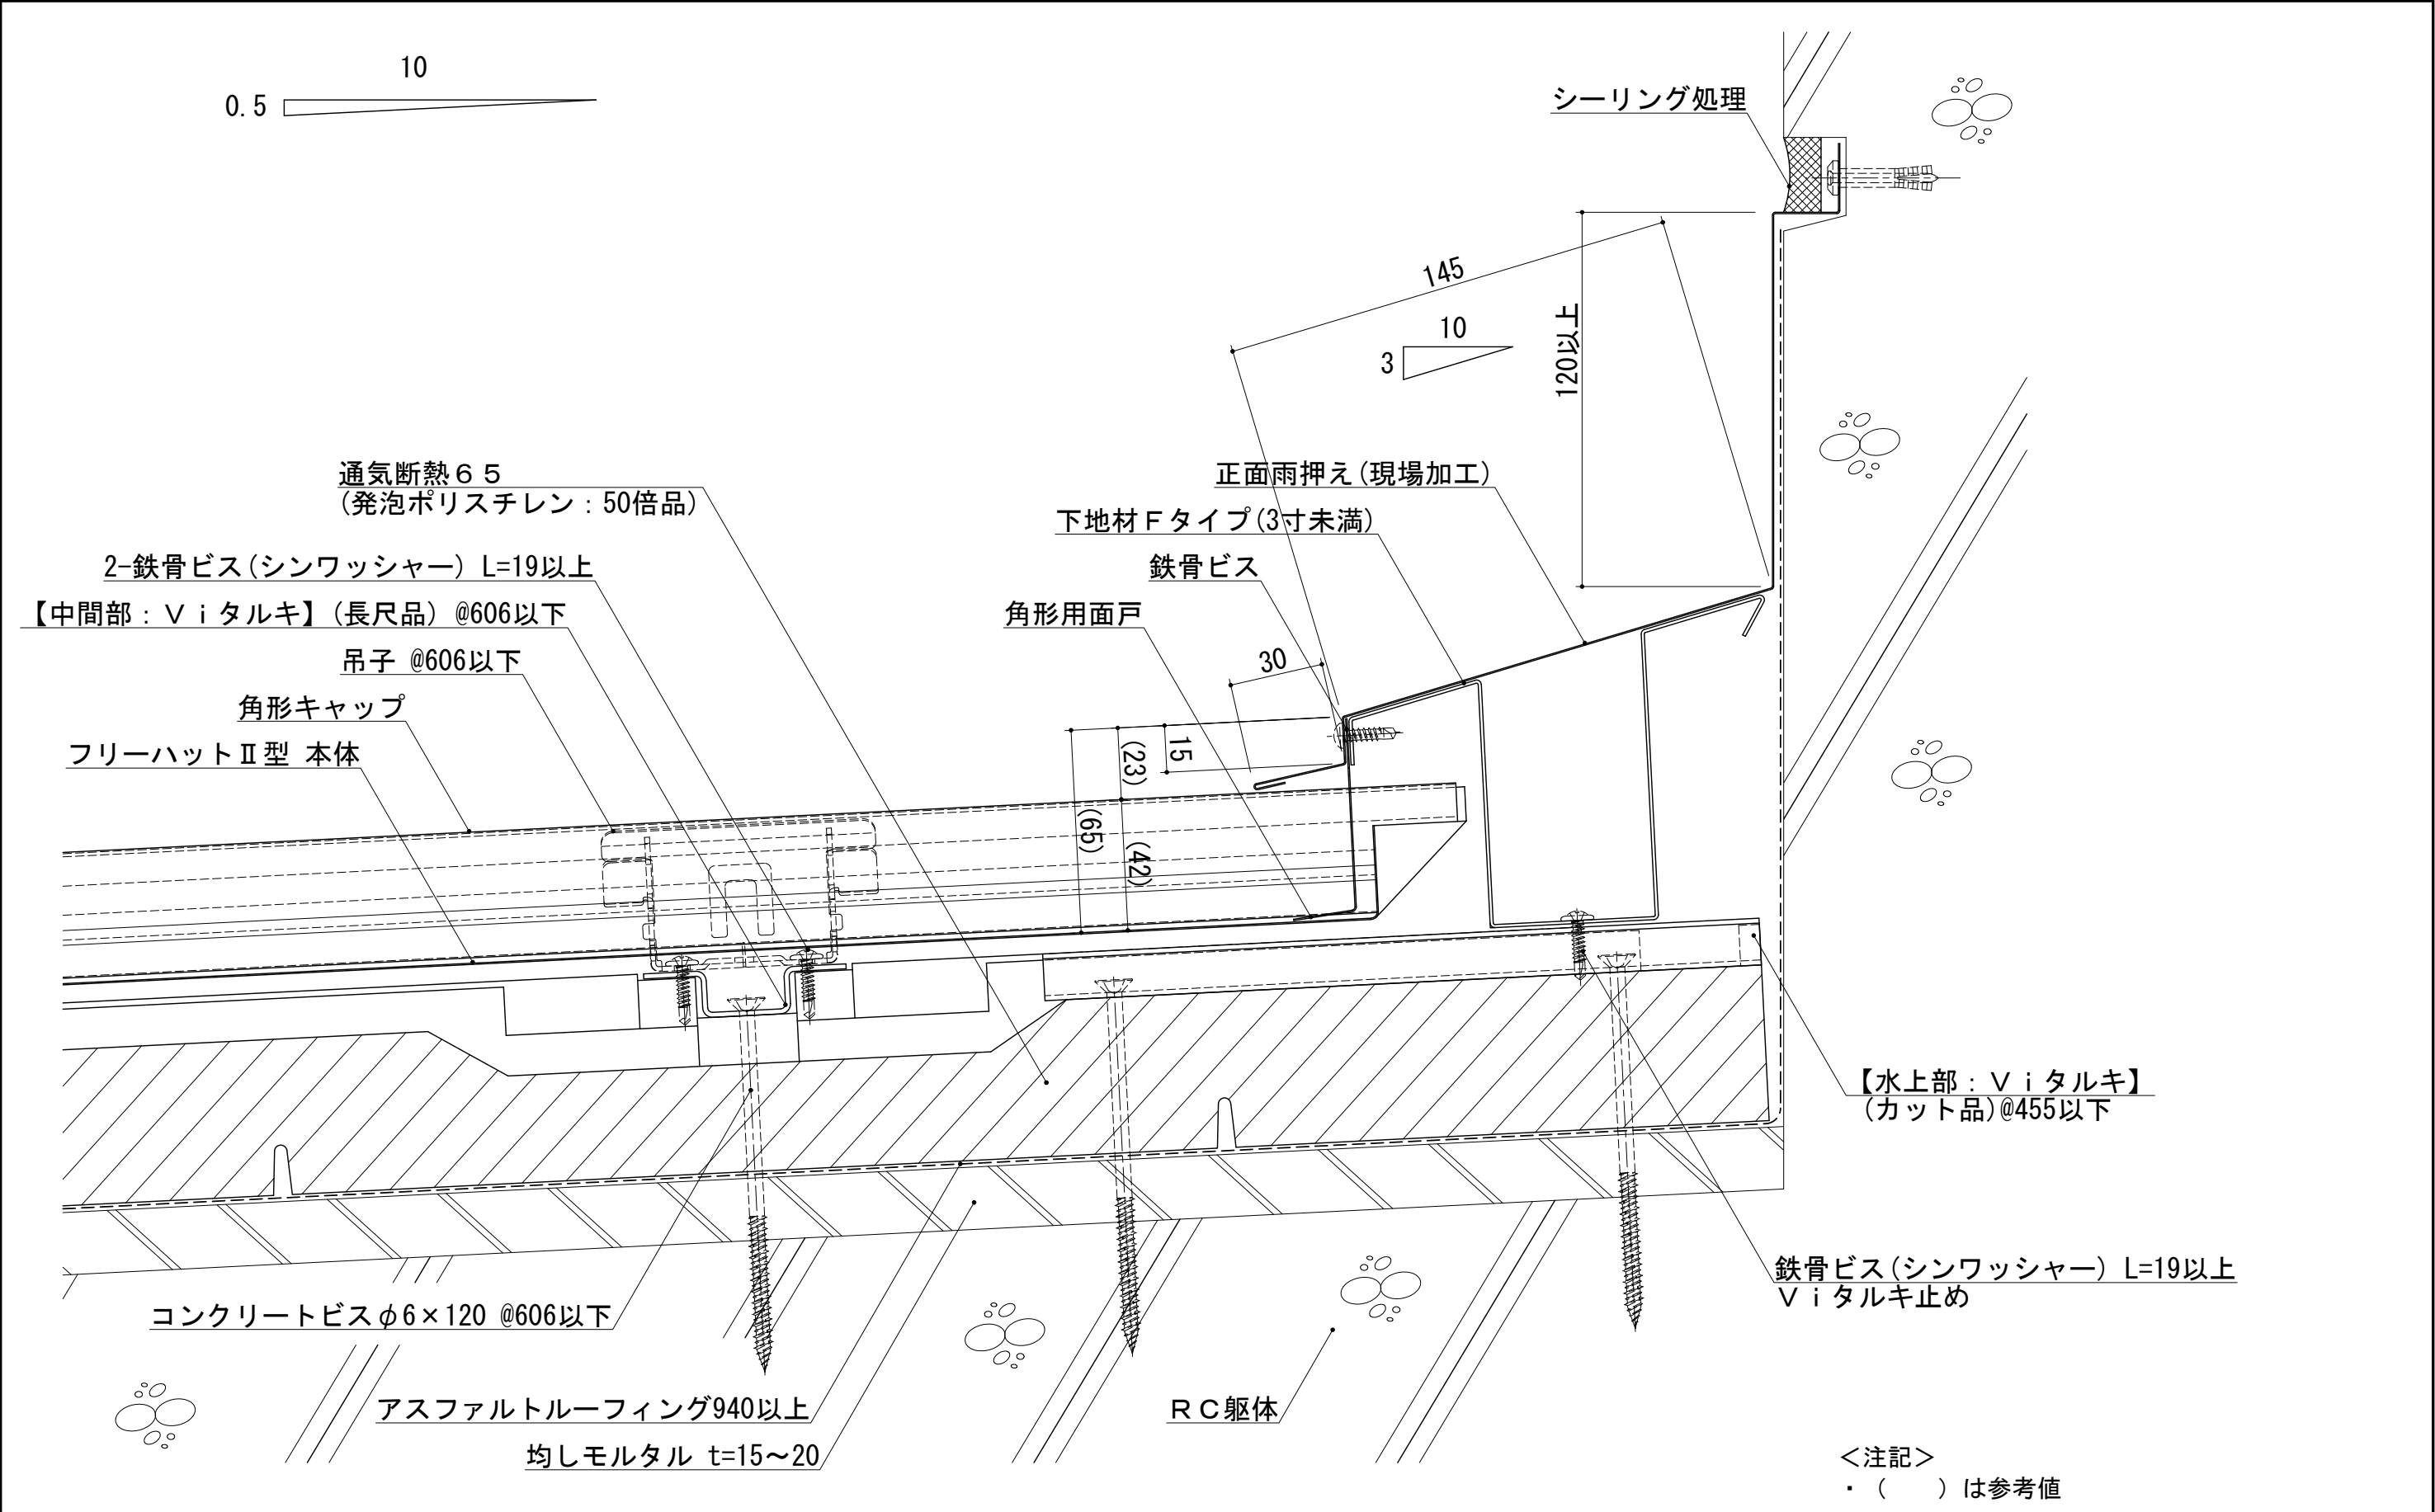 10
0.5
シーリング処理
145
10
3
120以上
通気断熱65
(発泡ポリスチレン:50倍品)
正面雨押え(現場加工)
下地材Fタイプ(3寸未満)
2-鉄骨ビス(シンワッシャー) L=19以上
鉄骨ビス
【中間部:Viタルキ】(長尺品) @606以下
角形用面戸
吊子 @606以下
30
角形キャップ
フリーハットⅡ型 本体
15
(23)
(65)
(42)
【水上部:Viタルキ】
(カット品)@455以下
鉄骨ビス(シンワッシャー) L=19以上
Viタルキ止め
コンクリートビスφ6×120 @606以下
アスファルトルーフィング940以上
RC躯体
均しモルタル t=15~20
<注記>
・( )は参考値